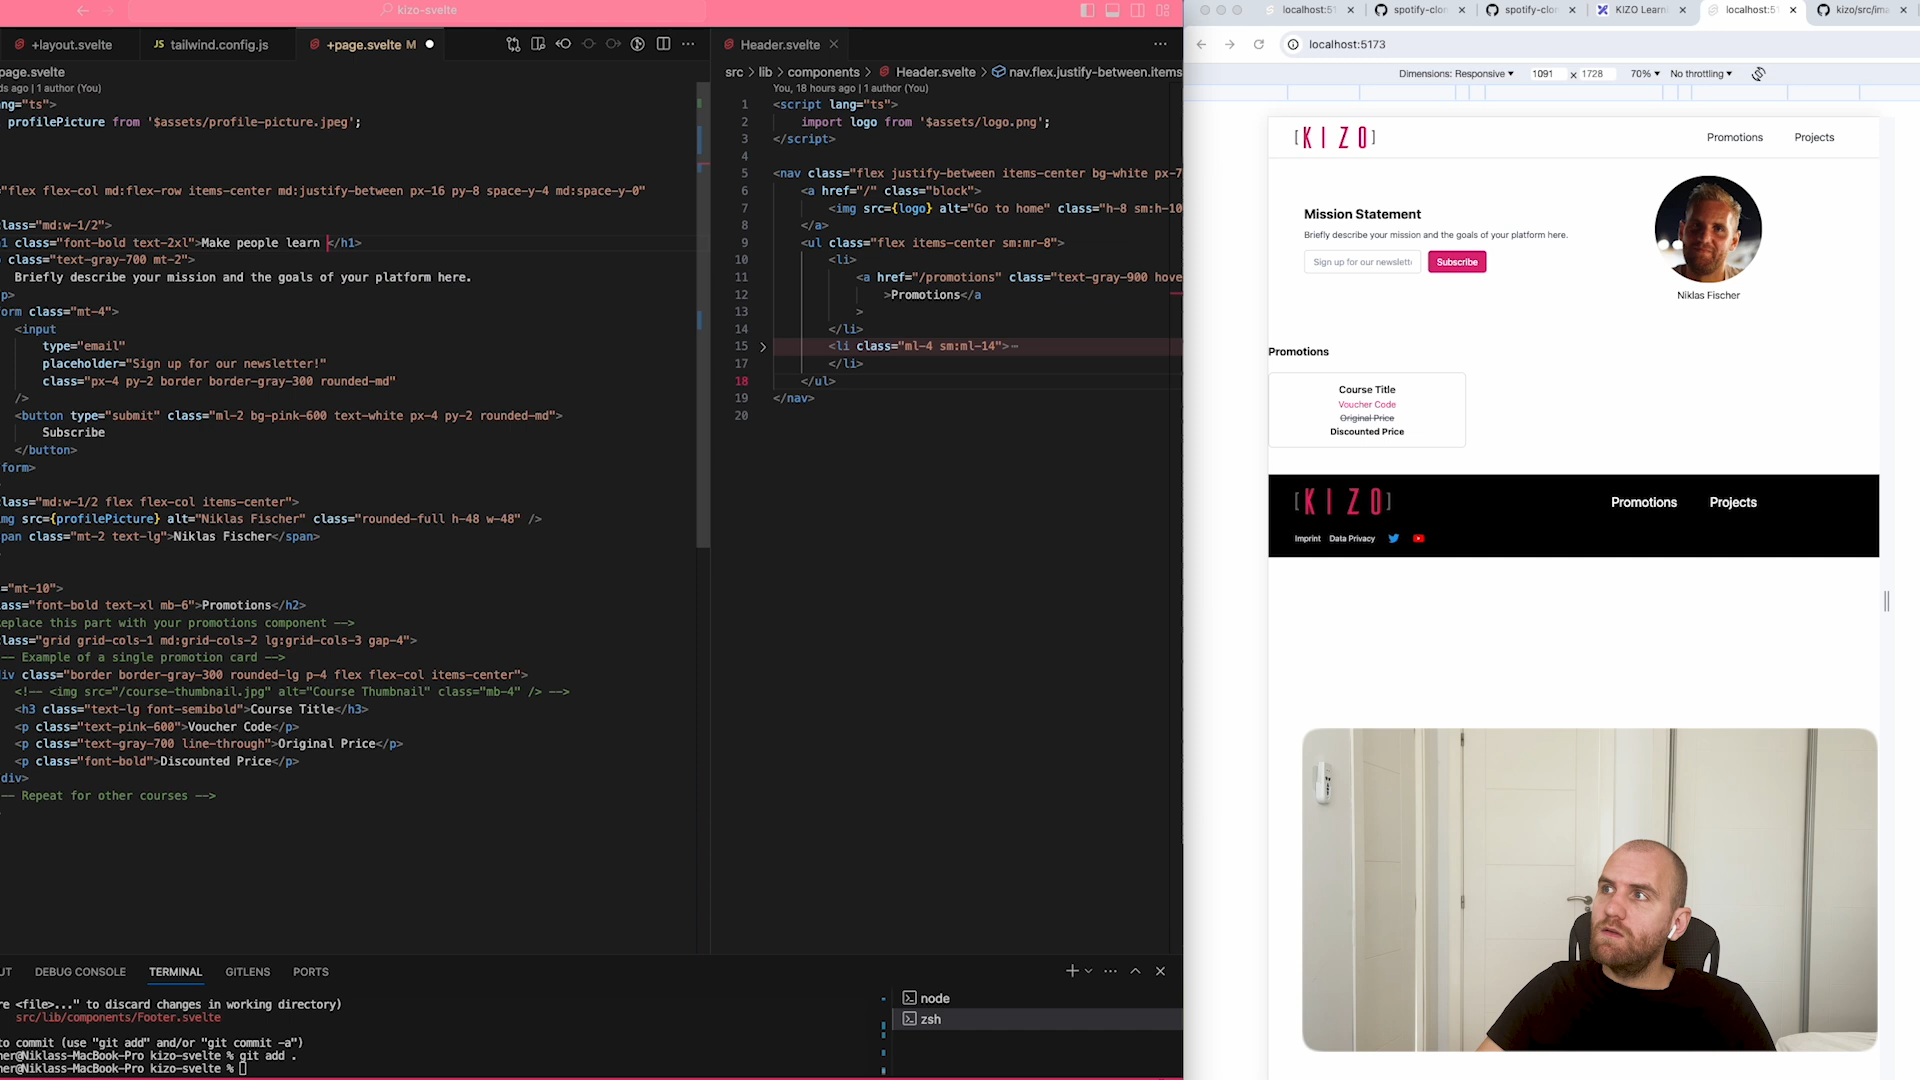 kizo-svelte
+layout.svelte
JS tailwind.config.js
+page.svelte M
Header.svelte
page.svelte
ds ago | 1 author (You)
ang="ts">
profilePicture from '$assets/profile-picture.jpeg';
="flex flex-col md:flex-row items-center md:justify-between px-16 py-8 space-y-4 md:space-y-0"
class="md:w-1/2">
1 class="font-bold text-2xl">Make people learn </h1>
class="text-gray-700 mt-2">
Briefly describe your mission and the goals of your platform here.
p>
orm class="mt-4">
<input
type="email"
placeholder="Sign up for our newsletter!"
class="px-4 py-2 border border-gray-300 rounded-md"
/>
<button type="submit" class="ml-2 bg-pink-600 text-white px-4 py-2 rounded-md">
Subscribe
</button>
form>
lass="md:w-1/2 flex flex-col items-center">
mg src={profilePicture} alt="Niklas Fischer" class="rounded-full h-48 w-48" />
pan class="mt-2 text-lg">Niklas Fischer</span>
="mt-10">
ass="font-bold text-xl mb-6">Promotions</h2>
eplace this part with your promotions component -->
lass="grid grid-cols-1 md:grid-cols-2 lg:grid-cols-3 gap-4">
-- Example of a single promotion card -->
iv class="border border-gray-300 rounded-lg p-4 flex flex-col items-center">
<!-- <img src="/course-thumbnail.jpg" alt="Course Thumbnail" class="mb-4" /> -->
<h3 class="text-lg font-semibold">Course Title</h3>
<p class="text-pink-600">Voucher Code</p>
<p class="text-gray-700 line-through">Original Price</p>
<p class="font-bold">Discounted Price</p>
div>
-- Repeat for other courses -->
src > lib > components > Header.svelte > nav.flex.justify-between.items
You, 18 hours ago | 1 author (You)
1 <script lang="ts">
2 import logo from '$assets/logo.png';
3 </script>
4
5 <nav class="flex justify-between items-center bg-white px-7
6 <a href="/" class="block">
7 <img src={logo} alt="Go to home" class="h-8 sm:h-10
8 </a>
9 <ul class="flex items-center sm:mr-8">
10 <li>
11 <a href="/promotions" class="text-gray-900 hove
12 >Promotions</a
13 >
14 </li>
15 <li class="ml-4 sm:ml-14">
17 </li>
18 </ul>
19 </nav>
20
UT DEBUG CONSOLE TERMINAL GITLENS PORTS
re <file>..." to discard changes in working directory)
src/lib/components/Footer.svelte
to commit (use "git add" and/or "git commit -a")
her@Niklass-MacBook-Pro kizo-svelte % git add .
her@Niklass-MacBook-Pro kizo-svelte %
node
zsh
localhost:51
spotify-clon
spotify-clon
KIZO Learni
localhost:51
kizo/src/ima
localhost:5173
Dimensions: Responsive 1091 x 1728 70% No throttling
[KIZO]
Promotions Projects
Mission Statement
Briefly describe your mission and the goals of your platform here.
Sign up for our newslett
Subscribe
Niklas Fischer
Promotions
Course Title
Voucher Code
Original Price
Discounted Price
[KIZO]
Promotions Projects
Imprint Data Privacy